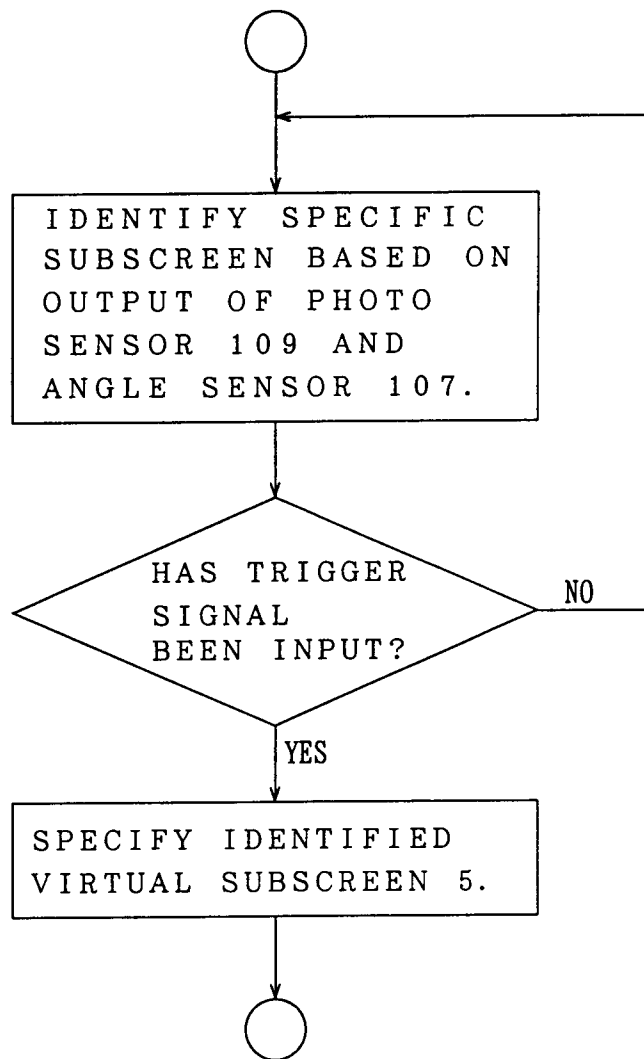 IDENTIFY SPECIFIC
SUBSCREEN BASED ON
OUTPUT OF PHOTO
SENSOR 109 AND
ANGLE SENSOR 107.
HAS TRIGGER
SIGNAL
BEEN INPUT?
NO
YES
SPECIFY IDENTIFIED
VIRTUAL SUBSCREEN 5.